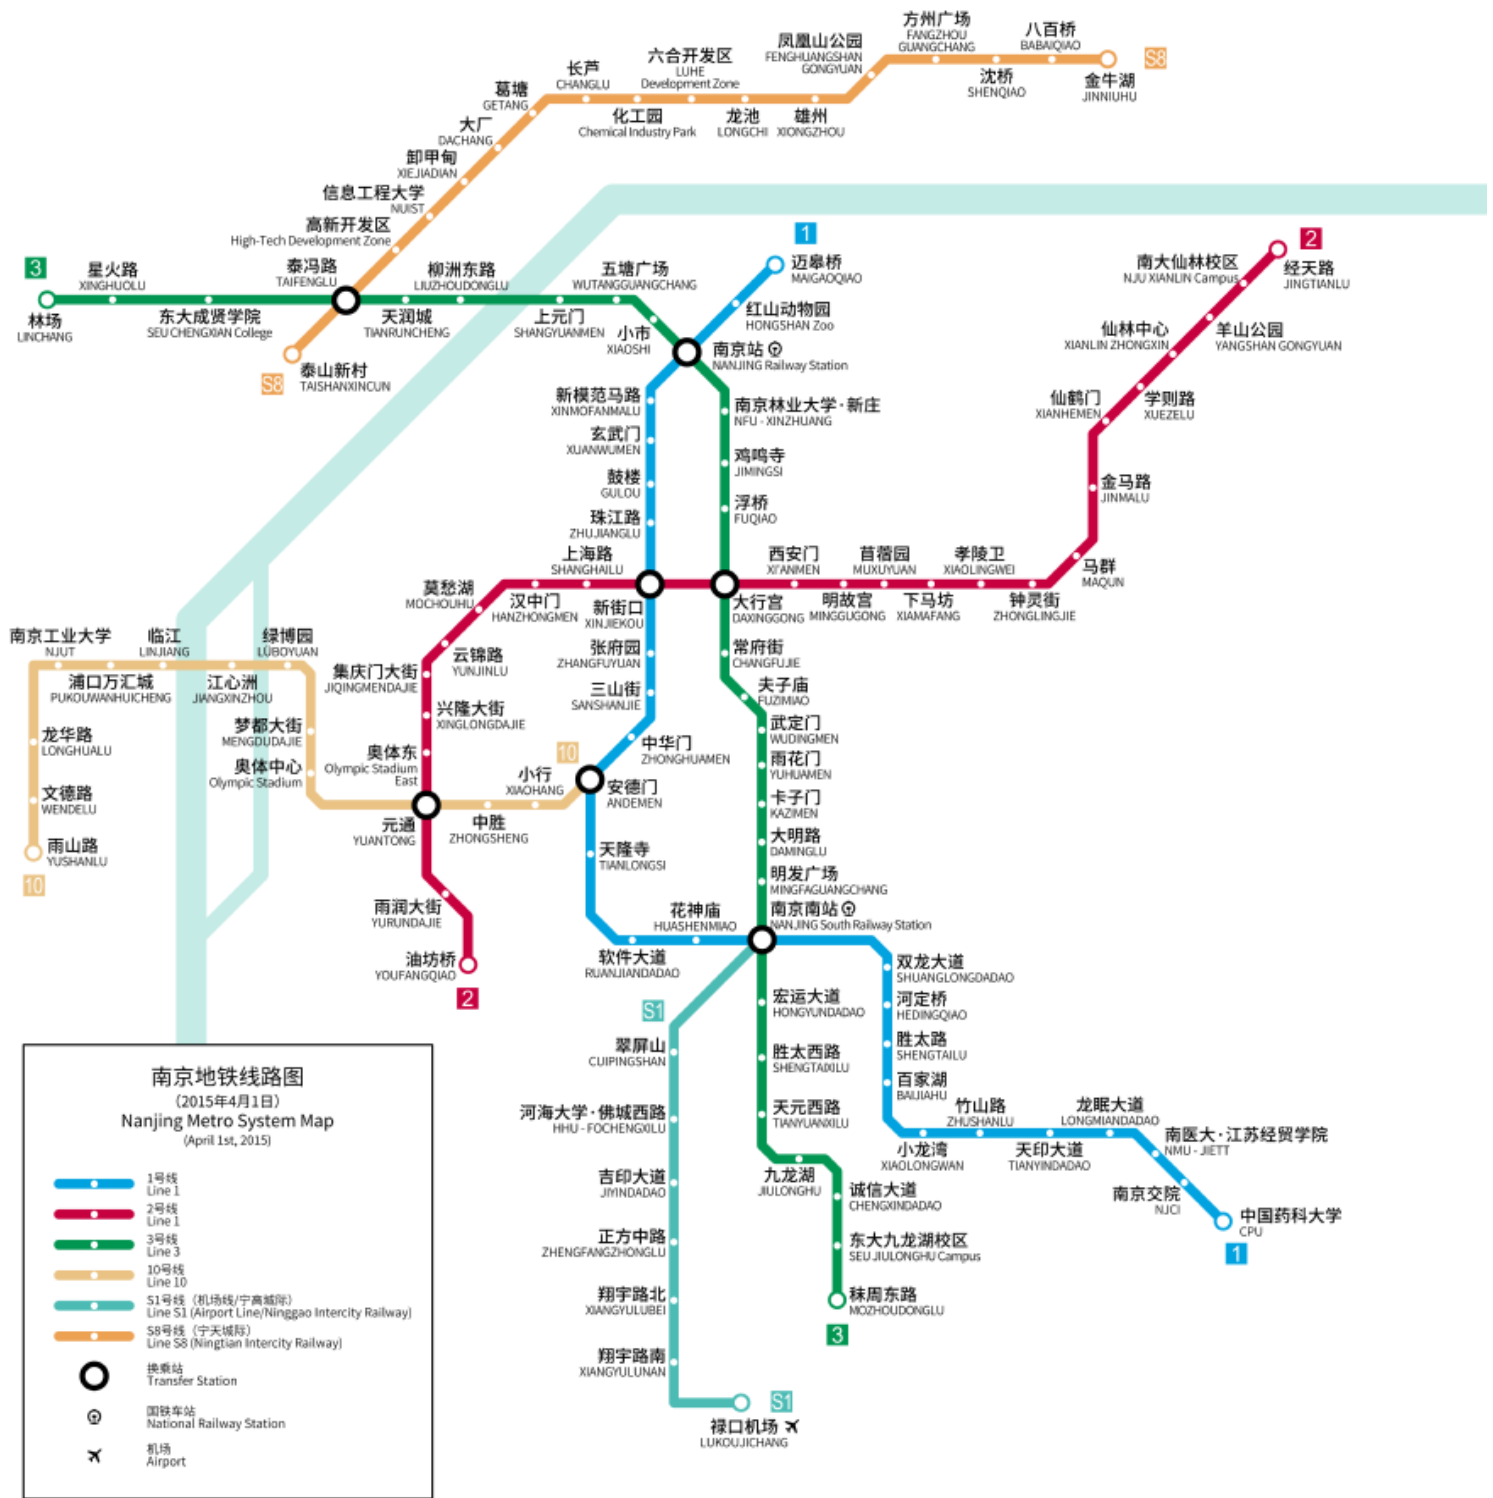 方州广场
FANGZHOU
GUANGCHANG
八百桥
BABAIQIAO
凤凰山公园
FENGHUANGSHAN
GONGYUAN
S8
六合开发区
LUHE
Development Zone
沈桥
SHENQIAO
金牛湖
JINNIUHU
长芦
CHANGLU
葛塘
GETANG
化工园
Chemical Industry Park
龙池
LONGCHI
雄州
XIONGZHOU
大厂
DACHANG
卸甲甸
XIEJIADIAN
信息工程大学
NUIST
高新开发区
High-Tech Development Zone
3
星火路
XINGHUOLU
泰冯路
TAIFENGLU
柳洲东路
LIUZHOUDONGLU
五塘广场
WUTANGGUANGCHANG
林场
LINCHANG
东大成贤学院
SEU CHENGXIAN College
天润城
TIANRUNCHENG
上元门
SHANGYUANMEN
小市
XIAOSHI
S8
泰山新村
TAISHANXINCUN
1
迈皋桥
MAIGAOQIAO
红山动物园
HONGSHAN Zoo
南京站
NANJING Railway Station
2
经天路
JINGTIANLU
南大仙林校区
NJU XIANLIN Campus
羊山公园
YANGSHAN GONGYUAN
仙林中心
XIANLIN ZHONGXIN
学则路
XUEZELU
仙鹤门
XIANHEMEN
金马路
JINMALU
马群
MAQUN
新模范马路
XINMOFANMALU
玄武门
XUANWUMEN
鼓楼
GULOU
珠江路
ZHUJIANGLU
南京林业大学·新庄
NFU - XINZHUANG
鸡鸣寺
JIMINGSI
浮桥
FUQIAO
上海路
SHANGHAILU
西安门
XI'ANMEN
苜蓿园
MUXUYUAN
孝陵卫
XIAOLINGWEI
莫愁湖
MOCHOUHU
汉中门
HANZHONGMEN
新街口
XINJIEKOU
大行宫
DAXINGGONG
明故宫
MINGGUGONG
下马坊
XIAMAFANG
钟灵街
ZHONGLINGJIE
云锦路
YUNJINLU
集庆门大街
JIQINGMENDAJIE
兴隆大街
XINGLONGDAJIE
奥体东
Olympic Stadium
East
张府园
ZHANGFUYUAN
三山街
SANSHANJIE
中华门
ZHONGHUAMEN
常府街
CHANGFUJIE
夫子庙
FUZIMIAO
武定门
WUDINGMEN
雨花门
YUHUAMEN
卡子门
KAZIMEN
大明路
DAMINGLU
明发广场
MINGFAGUANGCHANG
南京南站
NANJING South Railway Station
南京工业大学
NJUT
临江
LINJIANG
绿博园
LÜBOYUAN
浦口万汇城
PUKOUWANHUICHENG
江心洲
JIANGXINZHOU
龙华路
LONGHUALU
文德路
WENDELU
雨山路
YUSHANLU
10
梦都大街
MENGDUDAJIE
奥体中心
Olympic Stadium
10
小行
XIAOHANG
安德门
ANDEMEN
元通
YUANTONG
中胜
ZHONGSHENG
天隆寺
TIANLONGSI
雨润大街
YURUNDAJIE
油坊桥
YOUFANGQIAO
2
花神庙
HUASHENMIAO
软件大道
RUANJIANDADAO
S1
翠屏山
CUIPINGSHAN
河海大学·佛城西路
HHU - FOCHENGXILU
吉印大道
JIYINDADAO
正方中路
ZHENGFANGZHONGLU
翔宇路北
XIANGYULUBEI
翔宇路南
XIANGYULUNAN
S1
禄口机场
LUKOUJICHANG
宏运大道
HONGYUNDADAO
胜太西路
SHENGTAIXILU
天元西路
TIANYUANXILU
九龙湖
JIULONGHU
诚信大道
CHENGXINDADAO
东大九龙湖校区
SEU JIULONGHU Campus
秣周东路
MOZHOUDONGLU
3
双龙大道
SHUANGLONGDADAO
河定桥
HEDINGQIAO
胜太路
SHENGTAILU
百家湖
BAIJIAHU
小龙湾
XIAOLONGWAN
竹山路
ZHUSHANLU
天印大道
TIANYINDADAO
龙眠大道
LONGMIANDADAO
南医大·江苏经贸学院
NMU - JIETT
南京交院
NJCI
中国药科大学
CPU
1
南京地铁线路图
（2015年4月1日）
Nanjing Metro System Map
(April 1st, 2015)
1号线
Line 1
2号线
Line 1
3号线
Line 3
10号线
Line 10
S1号线（机场线/宁高城际）
Line S1 (Airport Line/Ninggao Intercity Railway)
S8号线（宁天城际）
Line S8 (Ningtian Intercity Railway)
换乘站
Transfer Station
国铁车站
National Railway Station
机场
Airport